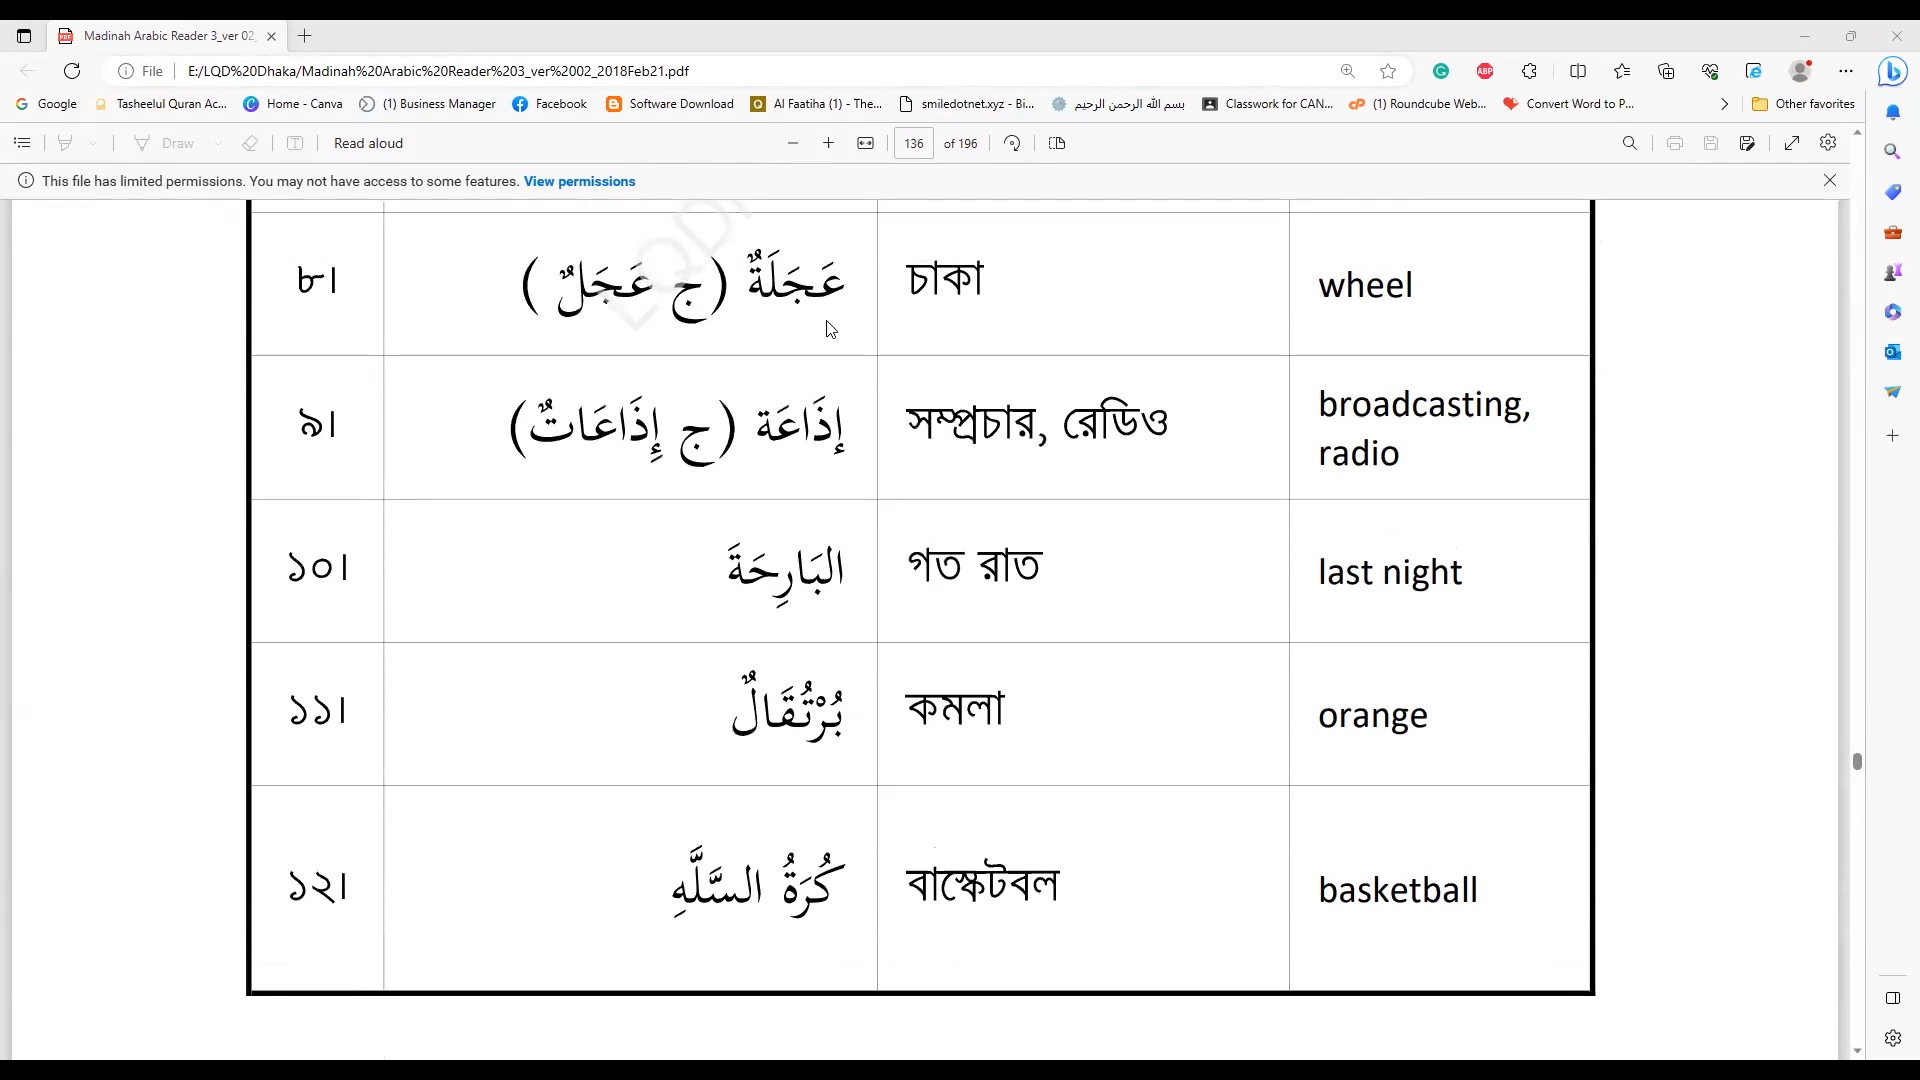 Madinah Arabic Reader 3_ver 02_
File E:/LQD%20Dhaka/Madinah%20Arabic%20Reader%203_ver%2002_2018Feb21.pdf
ABP
Google Tasheelul Quran Ac... Home - Canva (1) Business Manager Facebook Software Download Al Faatiha (1) - The... smiledotnet.xyz - Bi... بسم الله الرحمن الرحيم Classwork for CAN... (1) Roundcube Web... Convert Word to P... Other favorites
Draw Read aloud 136 of 196
This file has limited permissions. You may not have access to some features. View permissions
LQD
৮। عَجَلَةٌ (ج عَجَلٌ ) চাকা wheel
৯। إذَاعَة (ج إِذَاعَاتٌ) সম্প্রচার, রেডিও broadcasting,
radio
১০। البَارِحَةَ গত রাত last night
১১। بُرْتُقَالٌ কমলা orange
১২। كُرَةُ السَّلَّهِ বাস্কেটবল basketball